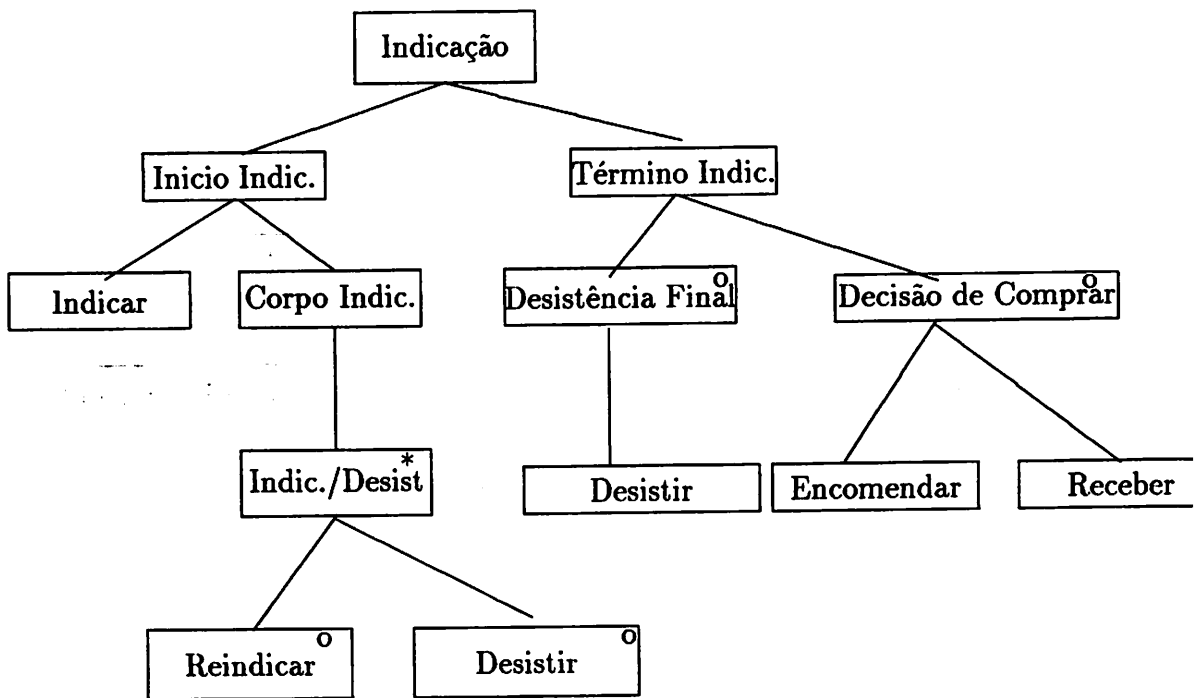 Indicação
Inicio Indic.
Término Indic.
Indicar
Corpo Indic.
Desistência Final
o
Decisão de Comprar
o
Indic./Desist
*
Desistir
Encomendar
Receber
Reindicar
o
Desistir
o